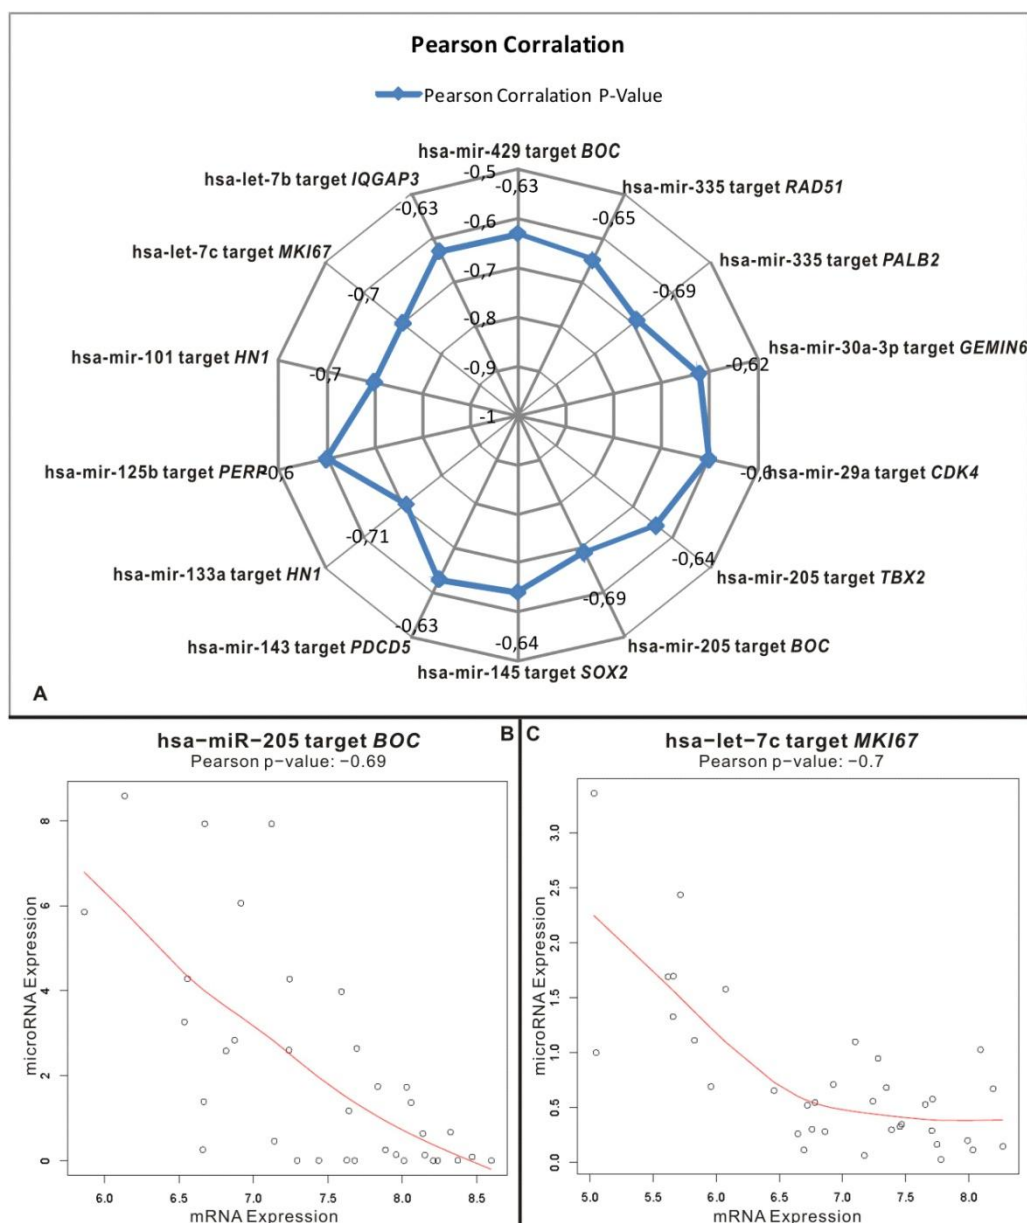 Pearson Corralation
Pearson Corralation P-Value
hsa-mir-429 target BOC
-0,5
-0,63
hsa-let-7b target IQGAP3
hsa-mir-335 target RAD51
-0,63
-0,65
-0,6
hsa-let-7c target MKI67
hsa-mir-335 target PALB2
-0,7
-0,7
-0,69
-0,8
hsa-mir-101 target HN1
hsa-mir-30a-3p target GEMIN6
-0,7
-0,9
-0,62
-1
hsa-mir-125b target PERP
-0,6
-0,6
hsa-mir-29a target CDK4
-0,71
-0,64
hsa-mir-133a target HN1
hsa-mir-205 target TBX2
-0,63
-0,64
-0,69
hsa-mir-143 target PDCD5
hsa-mir-205 target BOC
hsa-mir-145 target SOX2
A
hsa-miR-205 target BOC
B
Pearson p-value: -0.69
microRNA Expression
8
6
4
2
0
6.0 6.5 7.0 7.5 8.0 8.5
mRNA Expression
C
hsa-let-7c target MKI67
Pearson p-value: -0.7
microRNA Expression
3.0
2.5
2.0
1.5
1.0
0.5
0.0
5.0 5.5 6.0 6.5 7.0 7.5 8.0
mRNA Expression